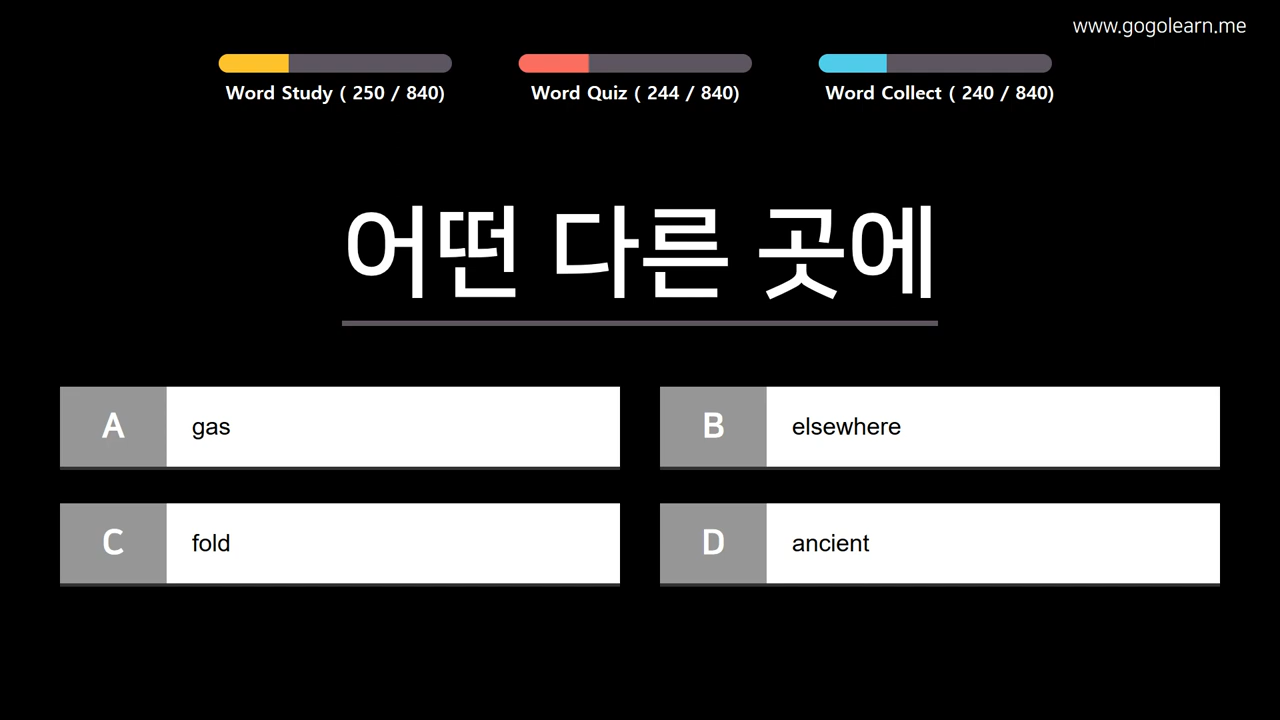 www.gogolearn.me
Word Study ( 250 / 840)
Word Quiz ( 244 / 840)
Word Collect ( 240 / 840)
어떤 다른 곳에
A gas
B elsewhere
C fold
D ancient